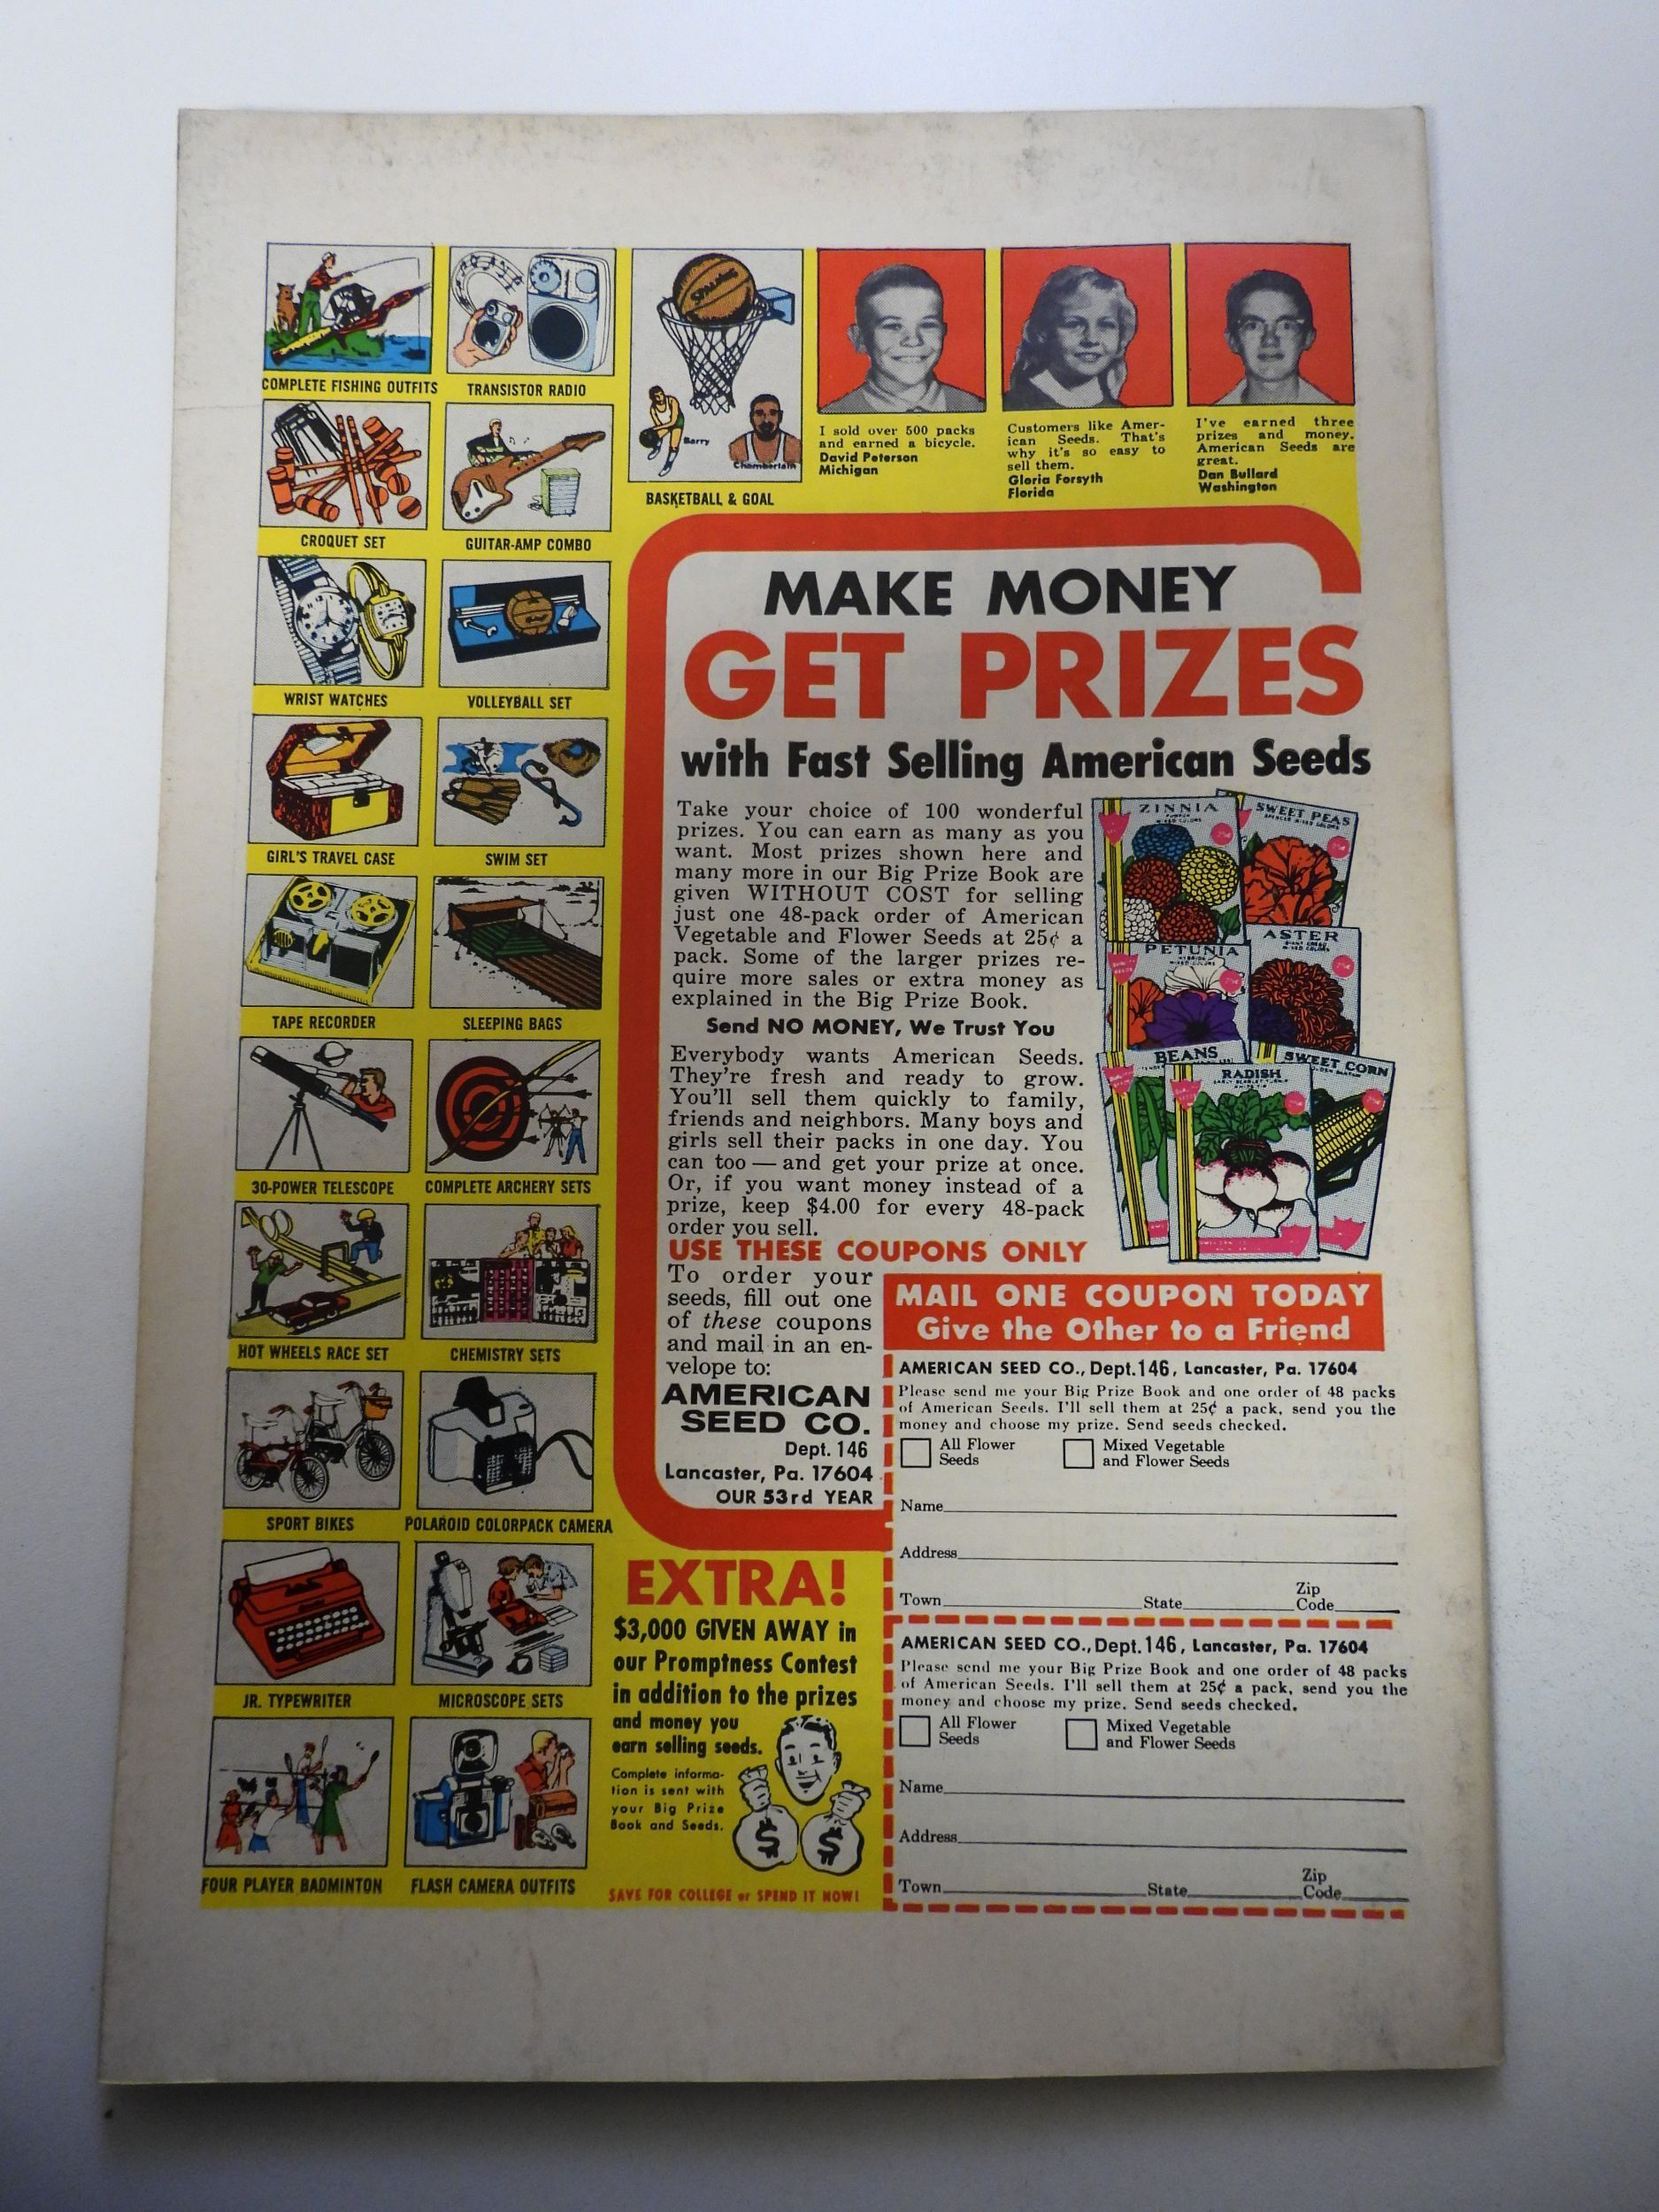 COMPLETE FISHING OUTFITS
TRANSISTOR RADIO
Spalding
Barry
Chamberlain
BASKETBALL & GOAL
I sold over 500 packs
and earned a bicycle.
David Peterson
Michigan
Customers like Amer-
ican Seeds. That's
why it's so easy to
sell them.
Gloria Forsyth
Florida
I've earned three
prizes and money.
American Seeds are
great.
Dan Bullard
Washington
CROQUET SET
GUITAR-AMP COMBO
WRIST WATCHES
VOLLEYBALL SET
GIRL'S TRAVEL CASE
SWIM SET
TAPE RECORDER
SLEEPING BAGS
30-POWER TELESCOPE
COMPLETE ARCHERY SETS
HOT WHEELS RACE SET
CHEMISTRY SETS
SPORT BIKES
POLAROID COLORPACK CAMERA
JR. TYPEWRITER
MICROSCOPE SETS
FOUR PLAYER BADMINTON
FLASH CAMERA OUTFITS
MAKE MONEY
GET PRIZES
with Fast Selling American Seeds
Take your choice of 100 wonderful
prizes. You can earn as many as you
want. Most prizes shown here and
many more in our Big Prize Book are
given WITHOUT COST for selling
just one 48-pack order of American
Vegetable and Flower Seeds at 25¢ a
pack. Some of the larger prizes re-
quire more sales or extra money as
explained in the Big Prize Book.
Send NO MONEY, We Trust You
Everybody wants American Seeds.
They're fresh and ready to grow.
You'll sell them quickly to family,
friends and neighbors. Many boys and
girls sell their packs in one day. You
can too — and get your prize at once.
Or, if you want money instead of a
prize, keep $4.00 for every 48-pack
order you sell.
USE THESE COUPONS ONLY
ZINNIA
SWEET PEAS
PETUNIA
ASTER
BEANS
RADISH
SWEET CORN
To order your
seeds, fill out one
of these coupons
and mail in an en-
velope to:
AMERICAN
SEED CO.
Dept. 146
Lancaster, Pa. 17604
OUR 53rd YEAR
EXTRA!
$3,000 GIVEN AWAY in
our Promptness Contest
in addition to the prizes
and money you
earn selling seeds.
Complete informa-
tion is sent with
your Big Prize
Book and Seeds.
$ $
SAVE FOR COLLEGE or SPEND IT NOW!
MAIL ONE COUPON TODAY
Give the Other to a Friend
AMERICAN SEED CO., Dept. 146, Lancaster, Pa. 17604
Please send me your Big Prize Book and one order of 48 packs
of American Seeds. I'll sell them at 25¢ a pack, send you the
money and choose my prize. Send seeds checked.
All Flower
Seeds
Mixed Vegetable
and Flower Seeds
Name
Address
Town State Zip Code
AMERICAN SEED CO., Dept. 146, Lancaster, Pa. 17604
Please send me your Big Prize Book and one order of 48 packs
of American Seeds. I'll sell them at 25¢ a pack, send you the
money and choose my prize. Send seeds checked.
All Flower
Seeds
Mixed Vegetable
and Flower Seeds
Name
Address
Town State Zip Code